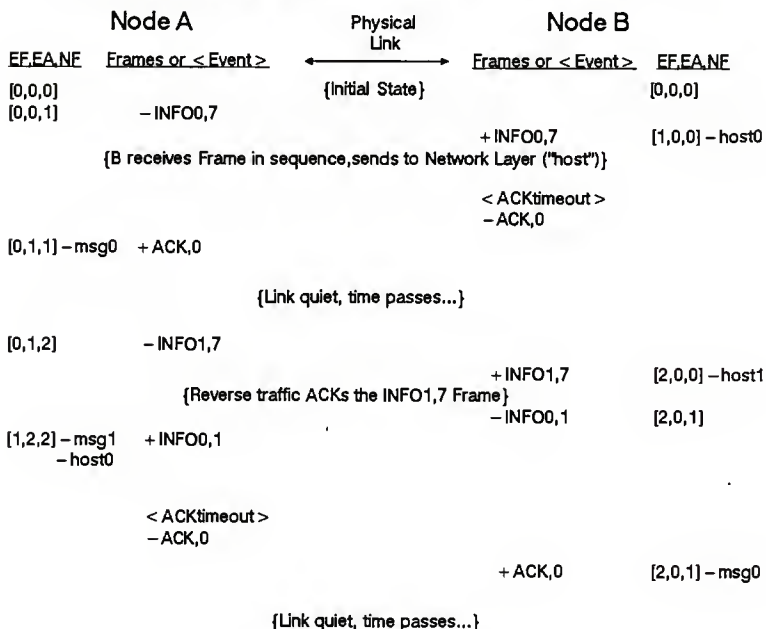 Node A Physical Link Node B
EF,EA,NF Frames or <Event> Frames or <Event> EF,EA,NF
[0,0,0] {Initial State} [0,0,0]
[0,0,1] –INFO0,7
+INFO0,7 [1,0,0]–host0
{B receives Frame in sequence,sends to Network Layer ("host")}
<ACKtimeout>
–ACK,0
[0,1,1]–msg0 +ACK,0
{Link quiet, time passes...}
[0,1,2] –INFO1,7
+INFO1,7 [2,0,0]–host1
{Reverse traffic ACKs the INFO1,7 Frame}
–INFO0,1 [2,0,1]
[1,2,2]–msg1 +INFO0,1
–host0
<ACKtimeout>
–ACK,0
+ACK,0 [2,0,1]–msg0
{Link quiet, time passes...}